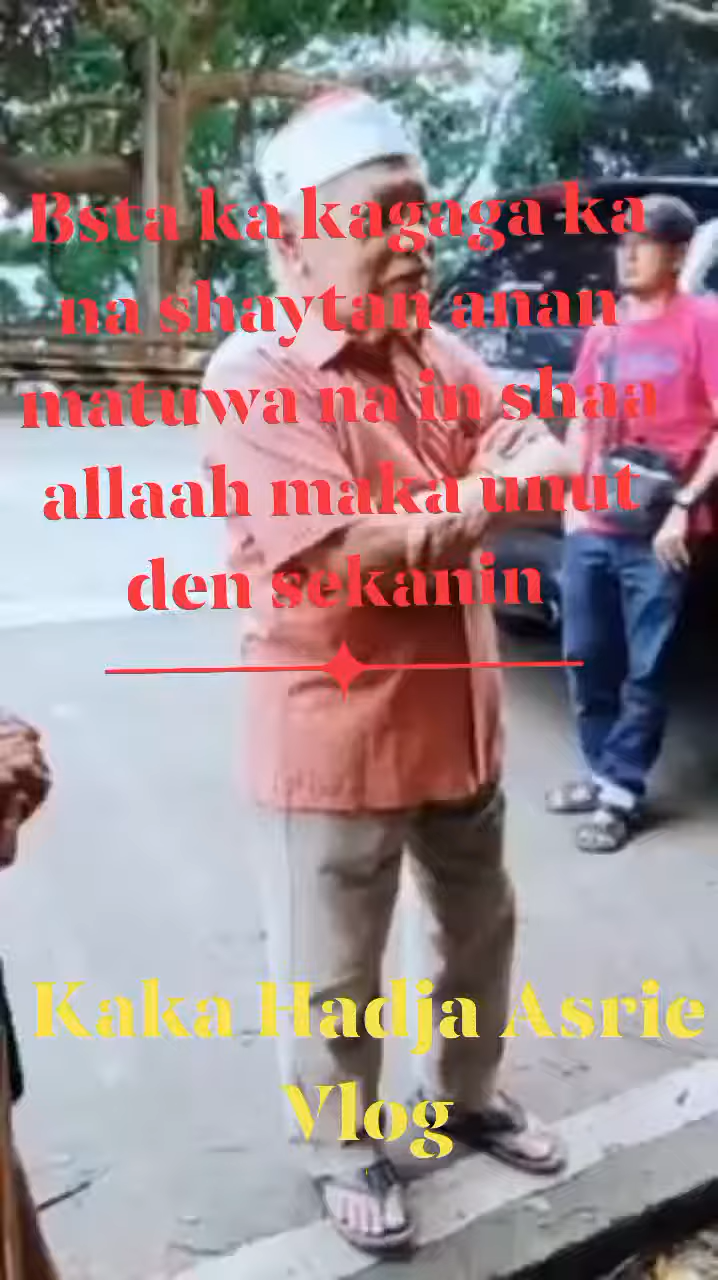 Bsta ka kagaga ka
na shaytan anan
matuwa na in shaa
allaah maka unut
den sekanin
Kaka Hadja Asrie
Vlog